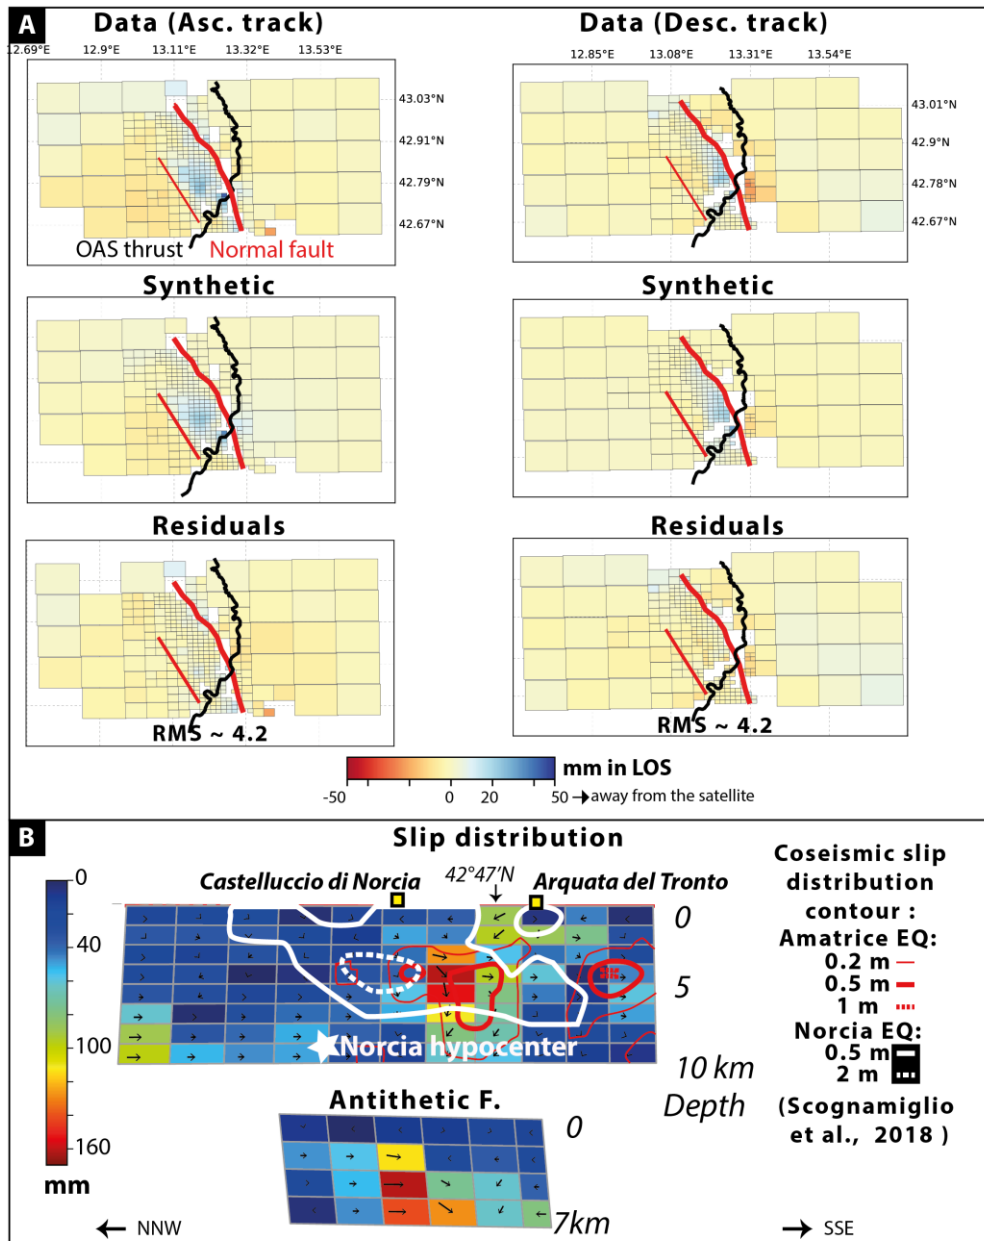 A
Data (Asc. track)
Data (Desc. track)
12.69°E 12.9°E 13.11°E 13.32°E 13.53°E
12.85°E 13.08°E 13.31°E 13.54°E
43.03°N
42.91°N
42.79°N
42.67°N
43.01°N
42.9°N
42.78°N
42.67°N
OAS thrust Normal fault
Synthetic
Synthetic
Residuals
Residuals
RMS ~ 4.2
RMS ~ 4.2
mm in LOS
-50 0 20 50 →away from the satellite
B
Slip distribution
Castelluccio di Norcia
42°47'N
Arquata del Tronto
0
40
100
160
mm
0
5
10 km
Depth
Norcia hypocenter
Coseismic slip
distribution
contour :
Amatrice EQ:
0.2 m
0.5 m
1 m
Norcia EQ:
0.5 m
2 m
(Scognamiglio
et al., 2018 )
Antithetic F.
0
7km
← NNW
→ SSE